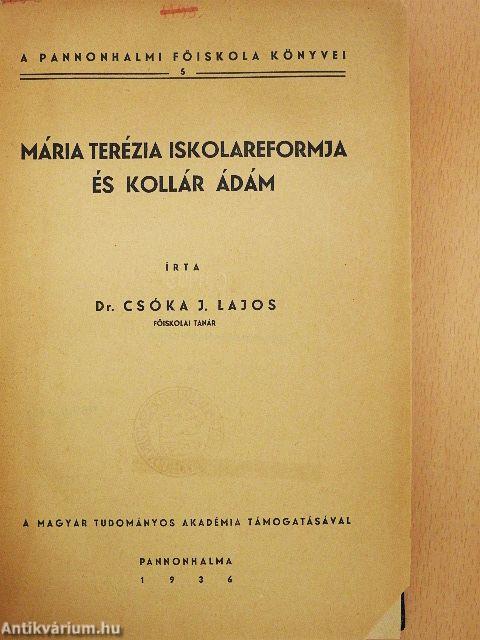 A PANNONHALMI FŐISKOLA KÖNYVEI
5
MÁRIA TERÉZIA ISKOLAREFORMJA
ÉS KOLLÁR ÁDÁM
ÍRTA
Dr. CSÓKA J. LAJOS
FŐISKOLAI TANÁR
A MAGYAR TUDOMÁNYOS AKADÉMIA TÁMOGATÁSÁVAL
PANNONHALMA
1936
Antikvárium.hu